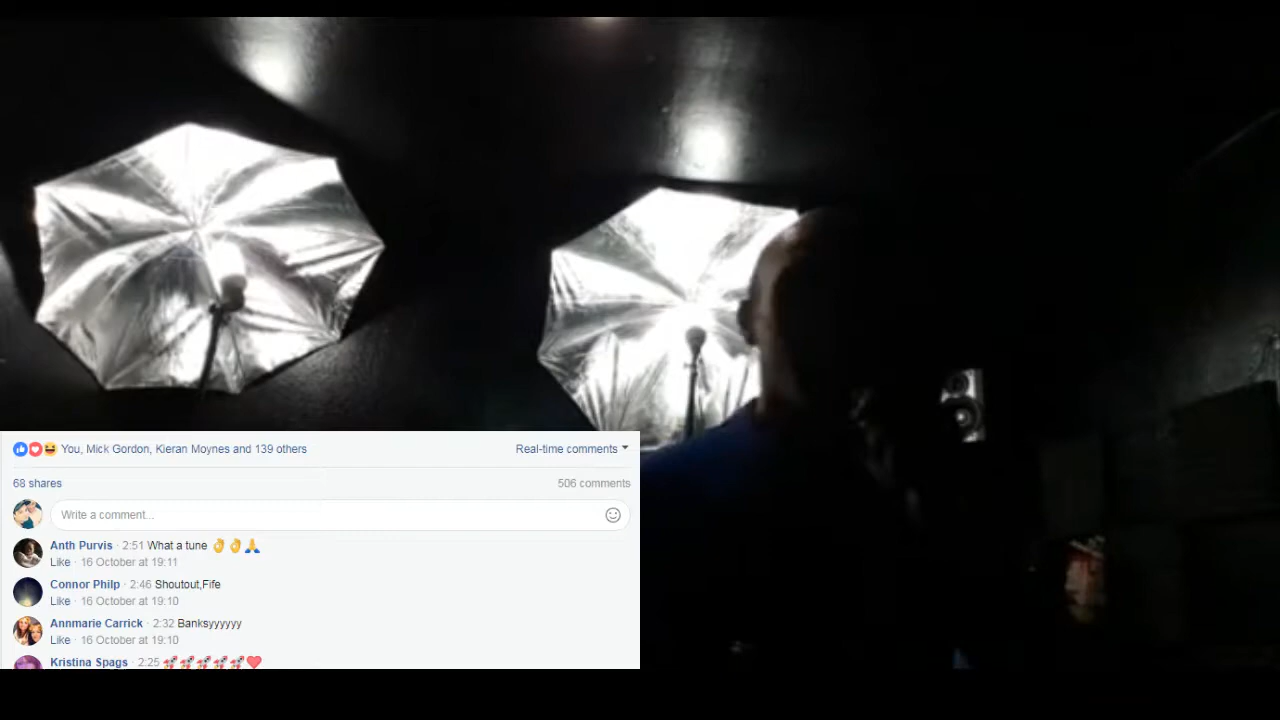 You, Mick Gordon, Kieran Moynes and 139 others
Real-time comments
68 shares
506 comments
Write a comment...
Anth Purvis · 2:51 What a tune 👌👌🙏
Like · 16 October at 19:11
Connor Philp · 2:46 Shoutout,Fife
Like · 16 October at 19:10
Annmarie Carrick · 2:32 Banksyyyyyy
Like · 16 October at 19:10
Kristina Spags · 2:25 🚀🚀🚀🚀🚀❤️